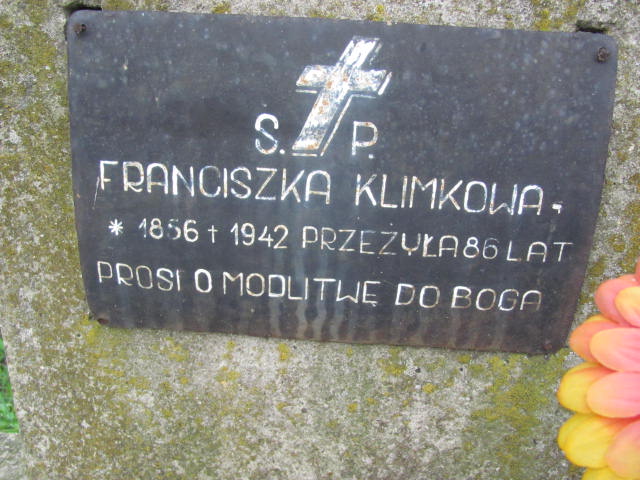 Ś. P.
FRANCISZKA KLIMKOWA.
* 1856 † 1942 PRZEŻYŁA 86 LAT
PROSI O MODLITWĘ DO BOGA